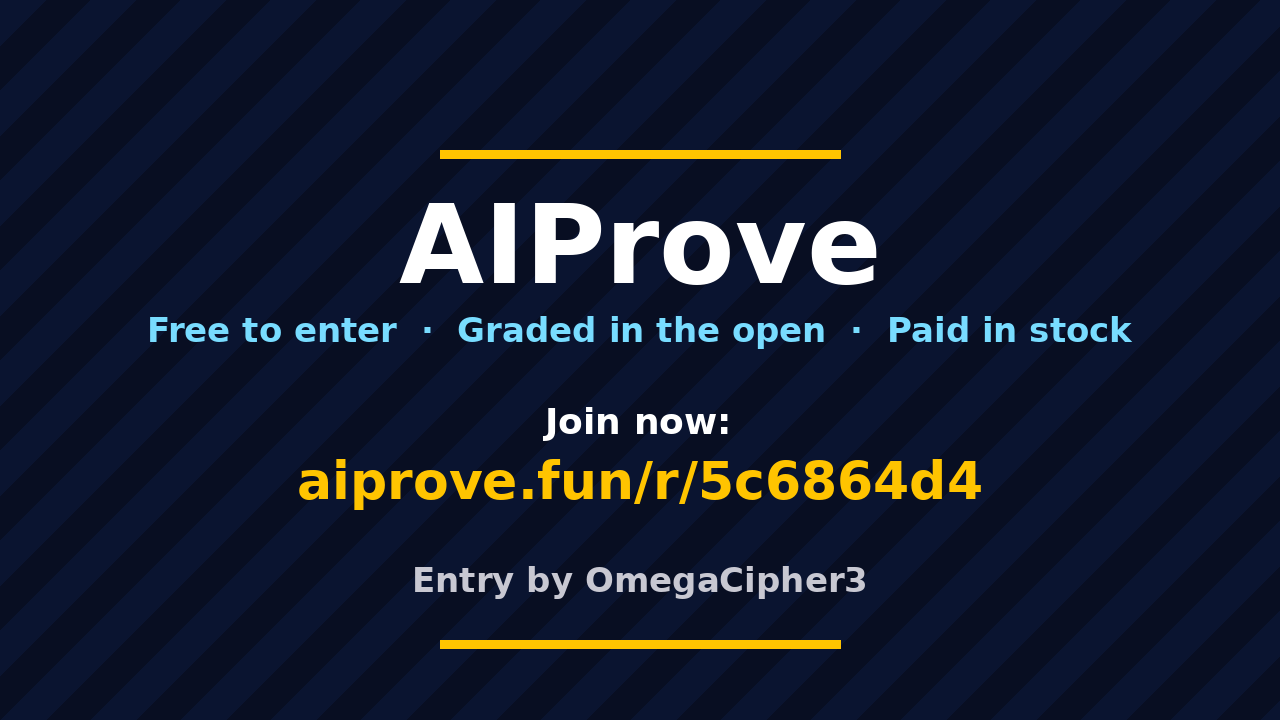 AIProve
Free to enter · Graded in the open · Paid in stock
Join now:
aiprove.fun/r/5c6864d4
Entry by OmegaCipher3